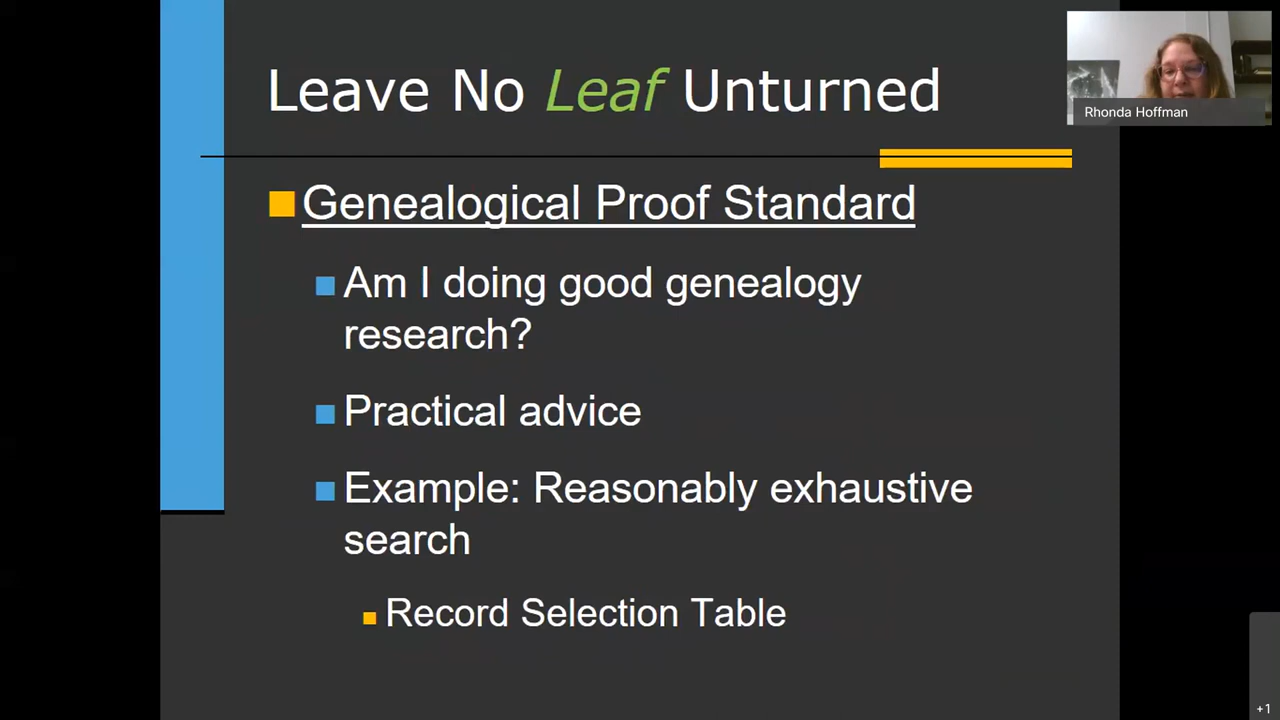 Leave No Leaf Unturned
Rhonda Hoffman
Genealogical Proof Standard
Am I doing good genealogy
research?
Practical advice
Example: Reasonably exhaustive
search
Record Selection Table
+1